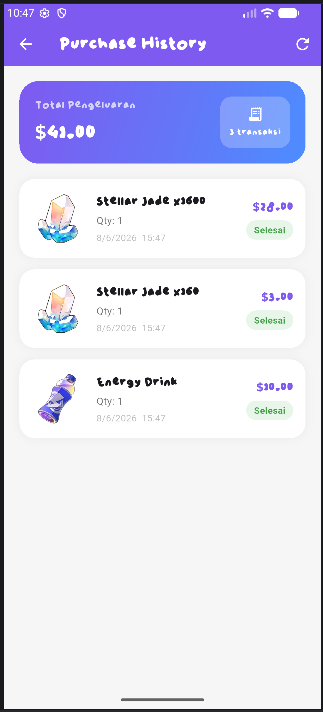 10:47
Purchase History
Total Pengeluaran
$41.00
3 transaksi
Stellar Jade x1600
$28.00
Qty: 1
Selesai
8/6/2026 15:47
Stellar Jade x160
$3.00
Qty: 1
Selesai
8/6/2026 15:47
Energy Drink
$10.00
Qty: 1
Selesai
8/6/2026 15:47